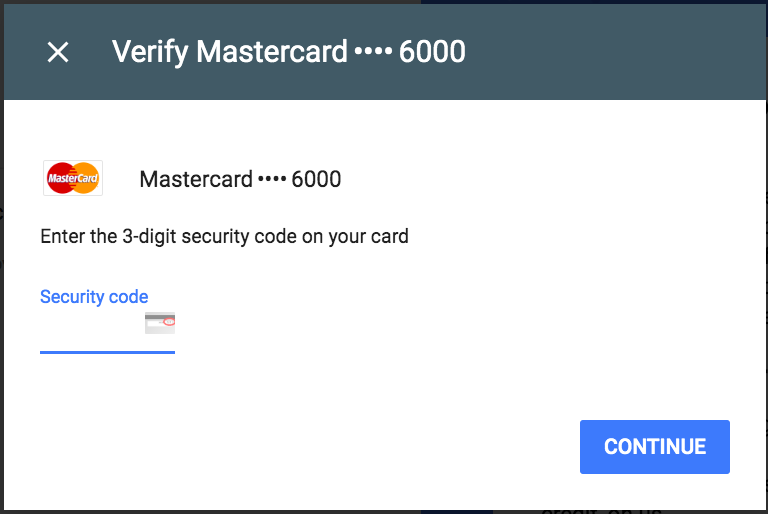 Verify Mastercard •••• 6000
MasterCard
Mastercard •••• 6000
Enter the 3-digit security code on your card
Security code
CONTINUE